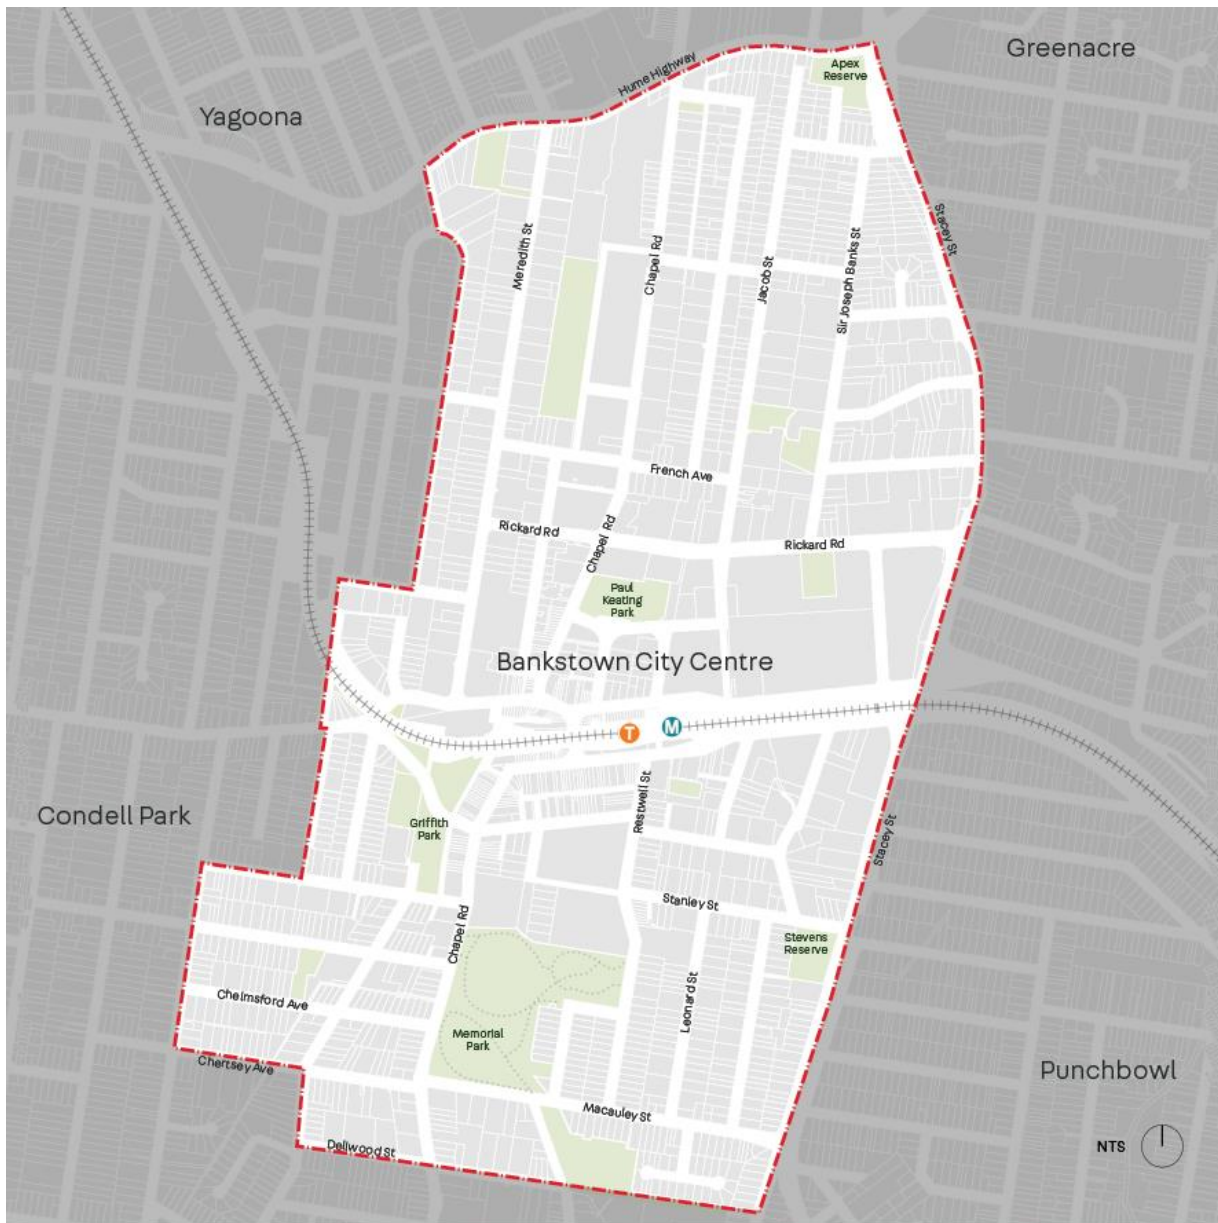 Greenacre
Hume Highway
Apex
Reserve
Yagoona
Stacey St
Meredith St
Chapel Rd
Jacob St
Sir Joseph Banks St
French Ave
Rickard Rd
Chapel Rd
Rickard Rd
Paul
Keating
Park
Bankstown City Centre
T
M
Restwell St
Condell Park
Griffith
Park
Stacey St
Stanley St
Chapel Rd
Stevens
Reserve
Leonard St
Chelmsford Ave
Memorial
Park
Chertsey Ave
Punchbowl
Macauley St
Dellwood St
NTS